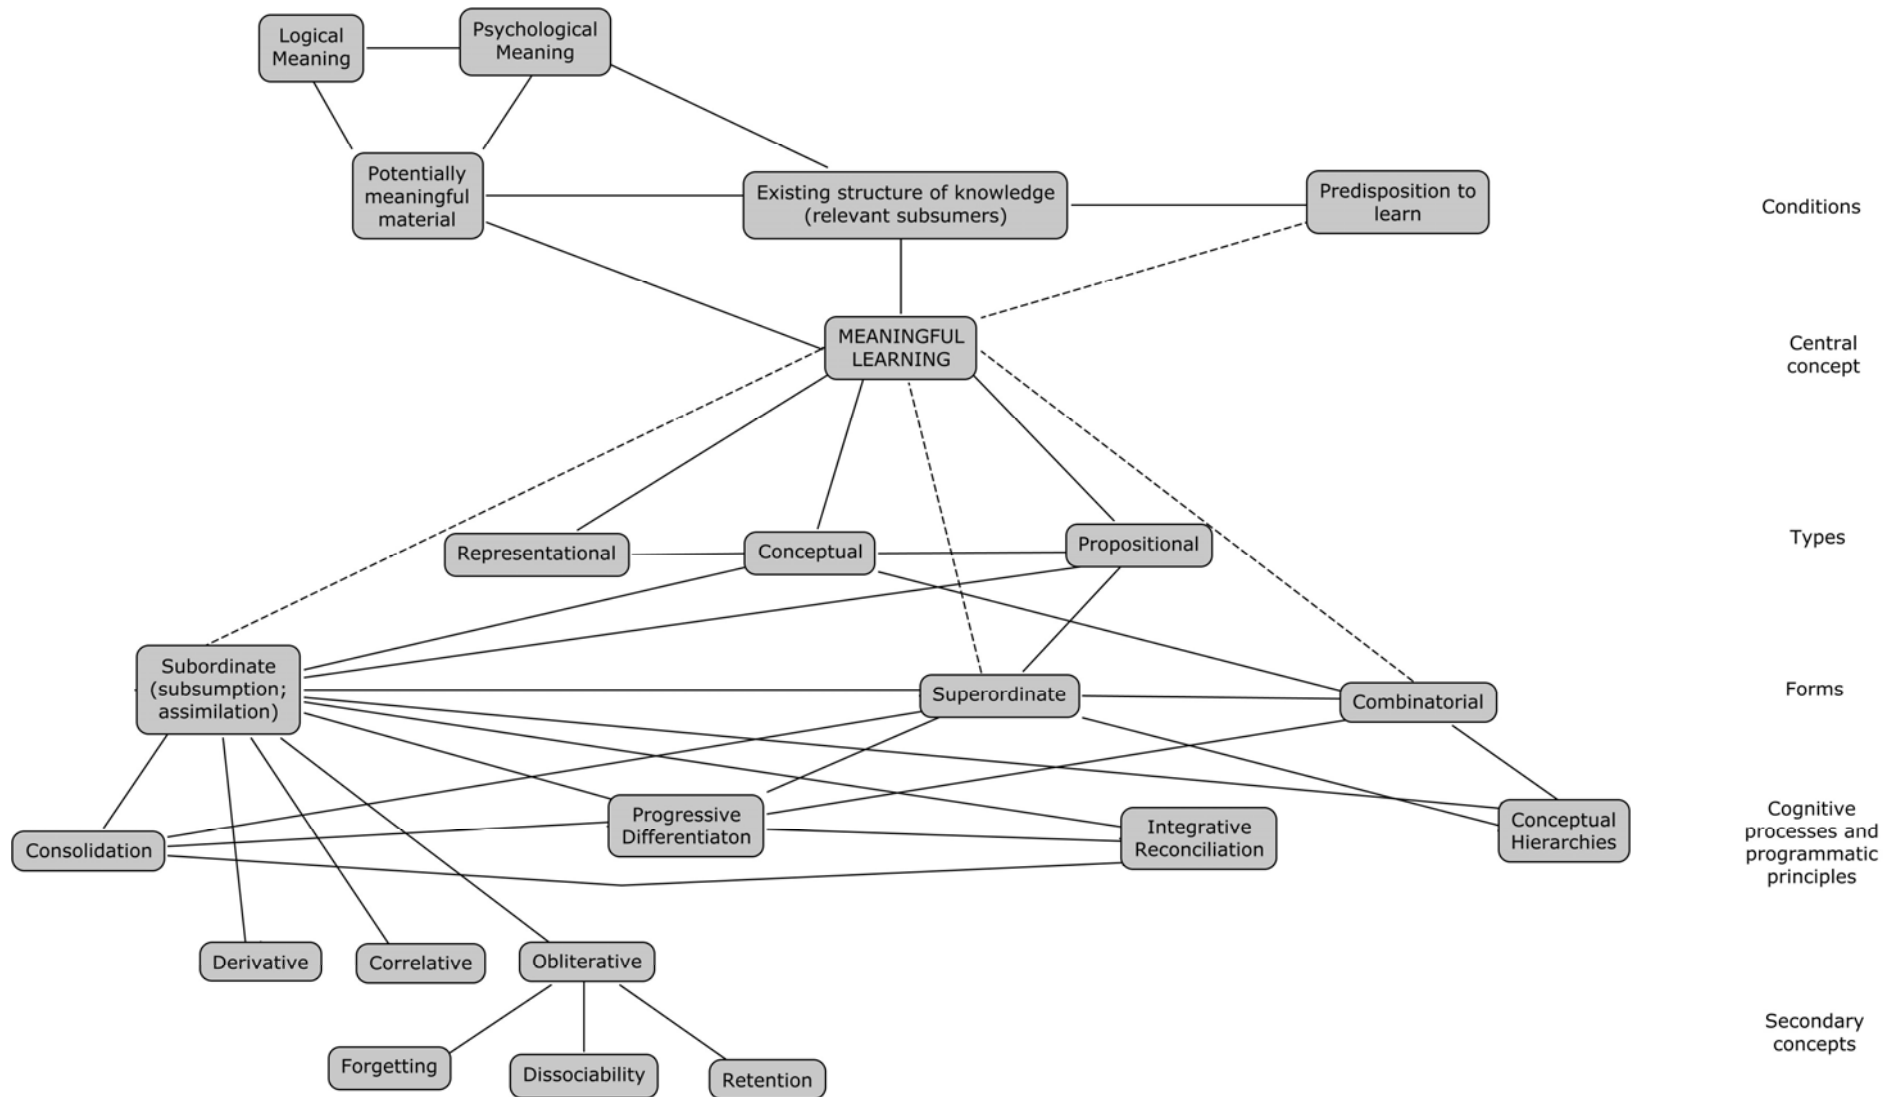 Logical
Meaning
Psychological
Meaning
Potentially
meaningful
material
Existing structure of knowledge
(relevant subsumers)
Predisposition to
learn
Conditions
MEANINGFUL
LEARNING
Central
concept
Representational
Conceptual
Propositional
Types
Subordinate
(subsumption;
assimilation)
Superordinate
Combinatorial
Forms
Consolidation
Progressive
Differentiaton
Integrative
Reconciliation
Conceptual
Hierarchies
Cognitive
processes and
programmatic
principles
Derivative
Correlative
Obliterative
Forgetting
Dissociability
Retention
Secondary
concepts